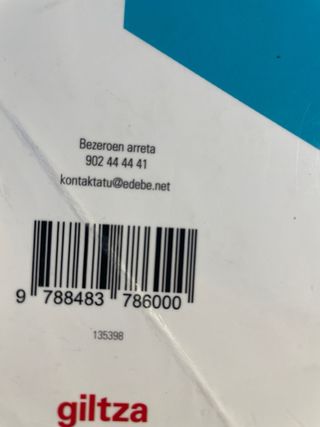 Bezeroen arreta
902 44 44 41
kontaktatu@edebe.net
9 788483 786000
135398
giltza